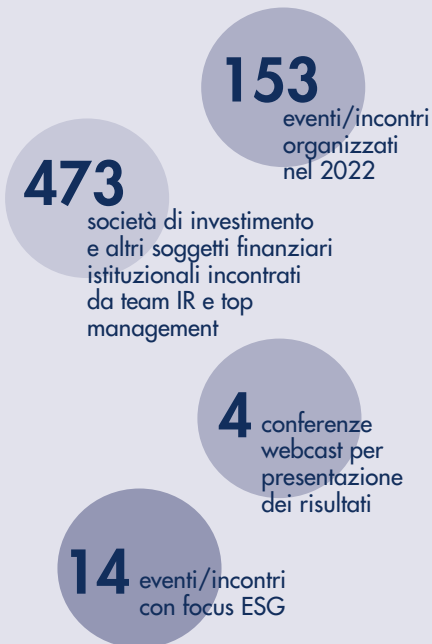 153
eventi/incontri
organizzati
nel 2022
473
società di investimento
e altri soggetti finanziari
istituzionali incontrati
da team IR e top
management
4 conferenze
webcast per
presentazione
dei risultati
14 eventi/incontri
con focus ESG